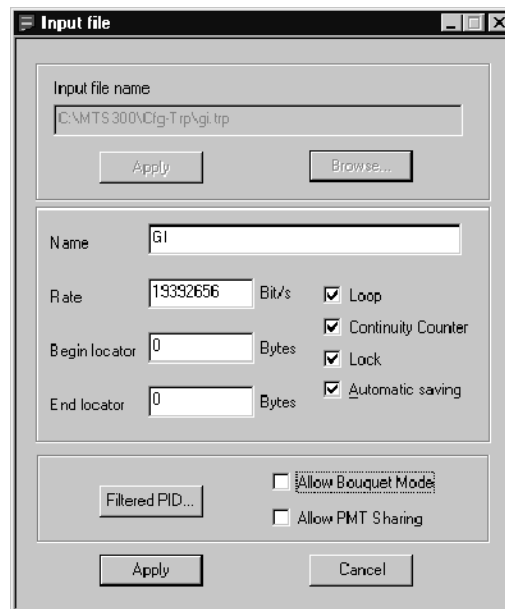 Input file
Input file name
C:\MTS300\Cfg-Trp\gi.trp
Apply Browse...
Name GI
Rate 19392656 Bit/s Loop
Continuity Counter
Begin locator 0 Bytes Lock
End locator 0 Bytes Automatic saving
Filtered PID... Allow Bouquet Mode
Allow PMT Sharing
Apply Cancel